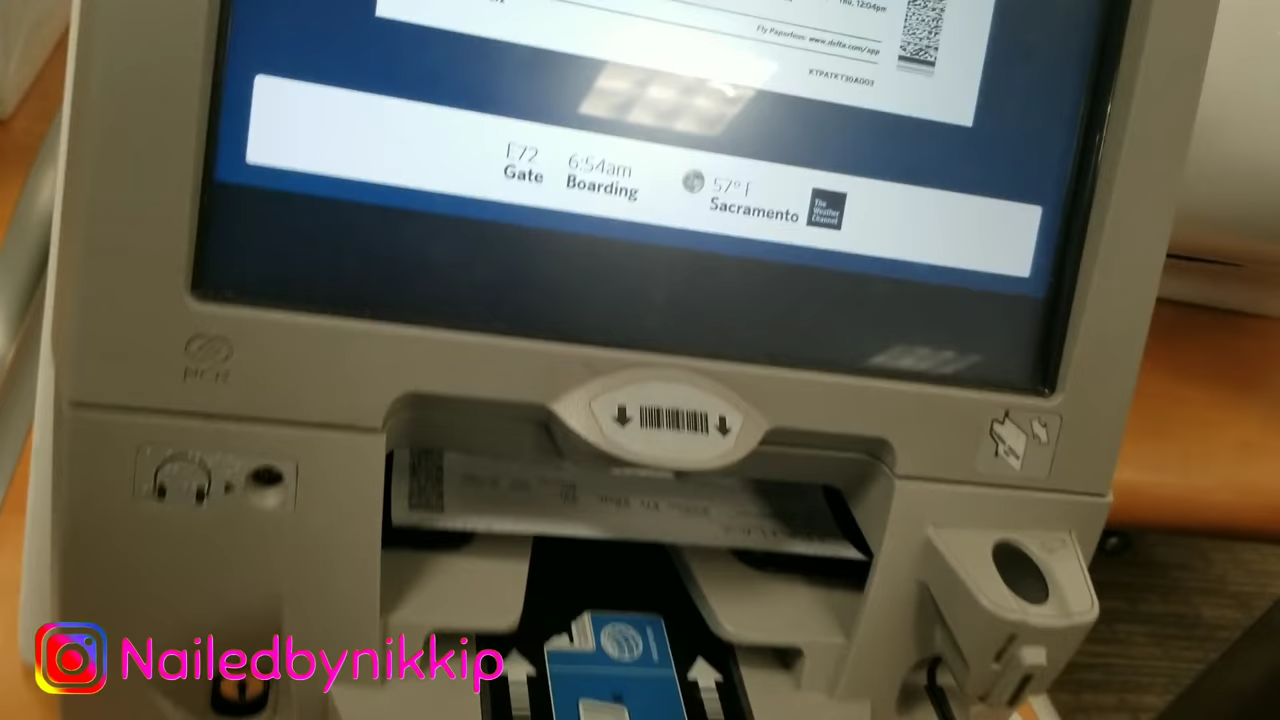 Thu, 12:04pm
Fly Paperless: www.delta.com/app
KTPATKT30A003
E72
Gate
6:54am
Boarding
57° F
Sacramento
The
Weather
Channel
NCR
Nailedbynikkip